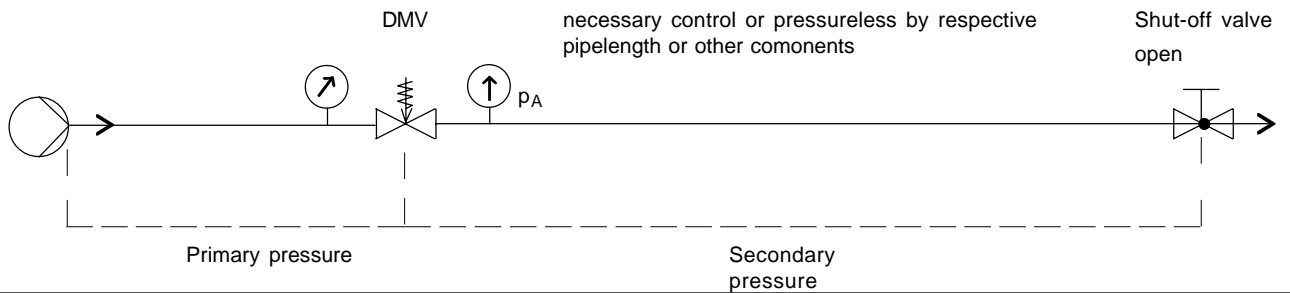 DMV
necessary control or pressureless by respective
pipelength or other comonents
Shut-off valve
open
pA
Primary pressure
Secondary
pressure